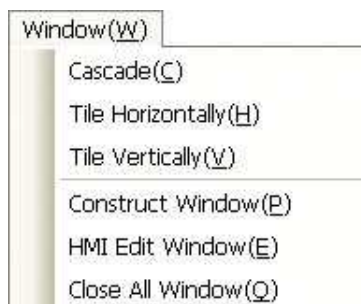 Window(W)
Cascade(C)
Tile Horizontally(H)
Tile Vertically(V)
Construct Window(P)
HMI Edit Window(E)
Close All Window(Q)